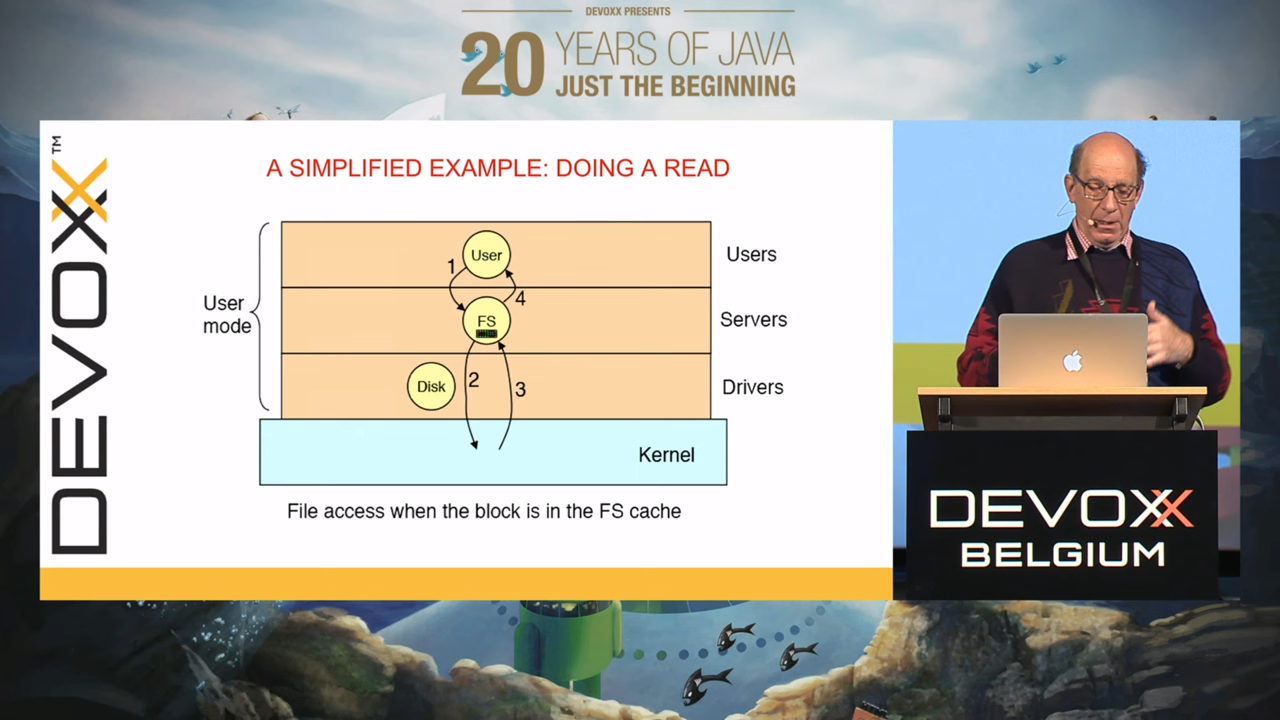 DEVOXX PRESENTS
20 YEARS OF JAVA
JUST THE BEGINNING
DEVOXX™
A SIMPLIFIED EXAMPLE: DOING A READ
User
mode
User
Users
1
4
FS
Servers
Disk
2
3
Drivers
Kernel
File access when the block is in the FS cache
DEVOXX
BELGIUM